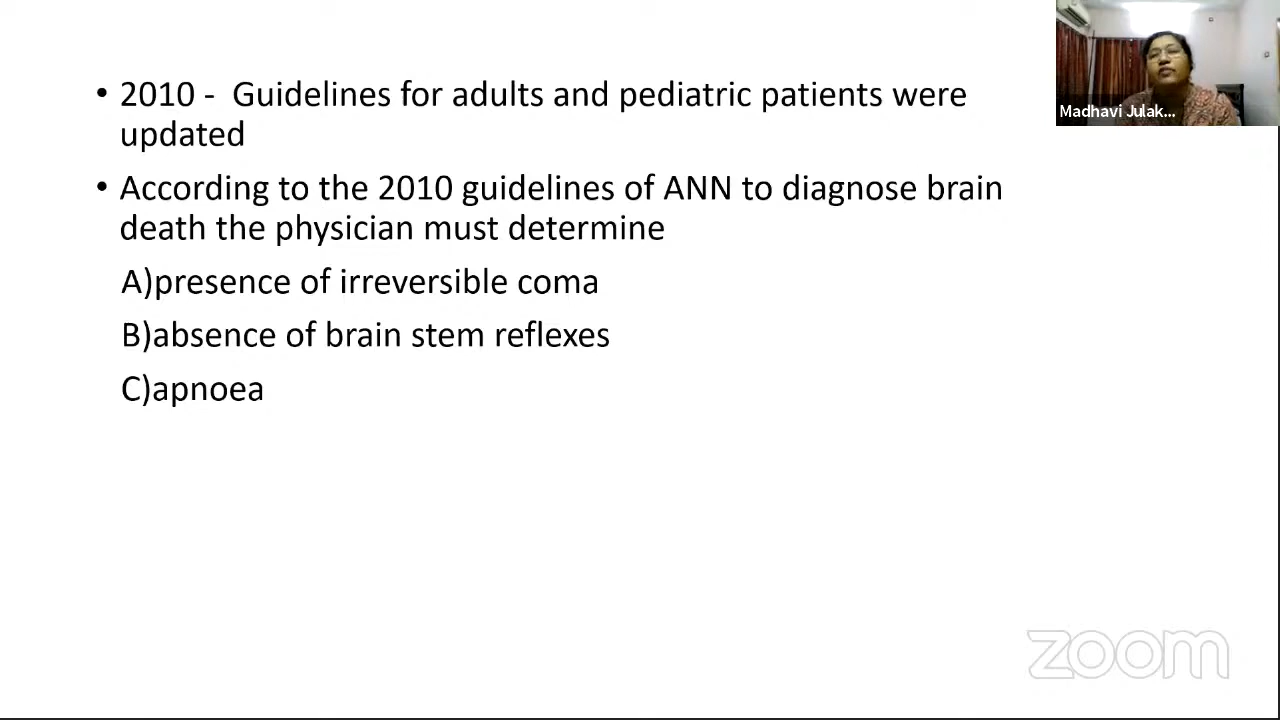 • 2010 - Guidelines for adults and pediatric patients were
updated
• According to the 2010 guidelines of ANN to diagnose brain
death the physician must determine
A)presence of irreversible coma
B)absence of brain stem reflexes
C)apnoea
Madhavi Julak...
zoom